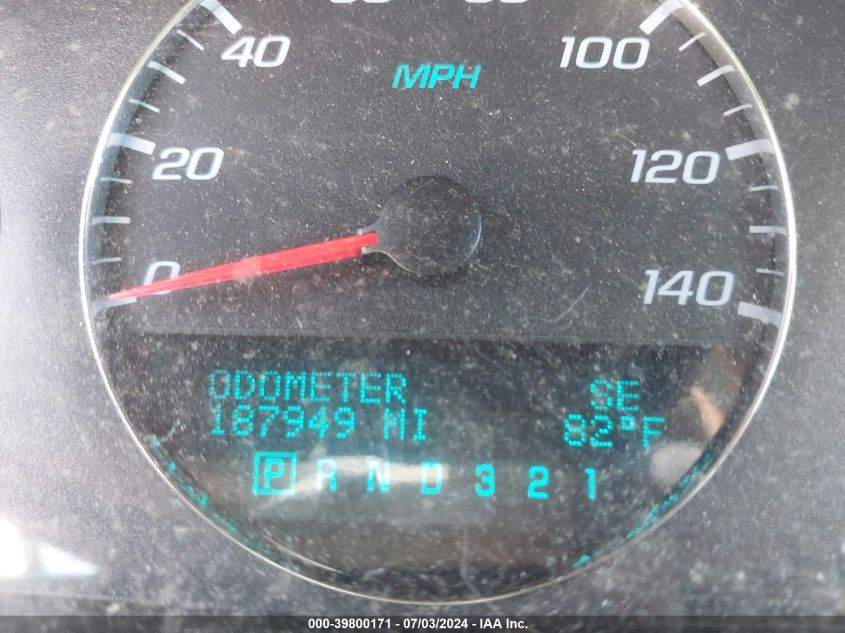 40
100
MPH
20
120
0
140
ODOMETER SE
187949 MI 82°F
P R N D 3 2 1
000-39800171 - 07/03/2024 - IAA Inc.